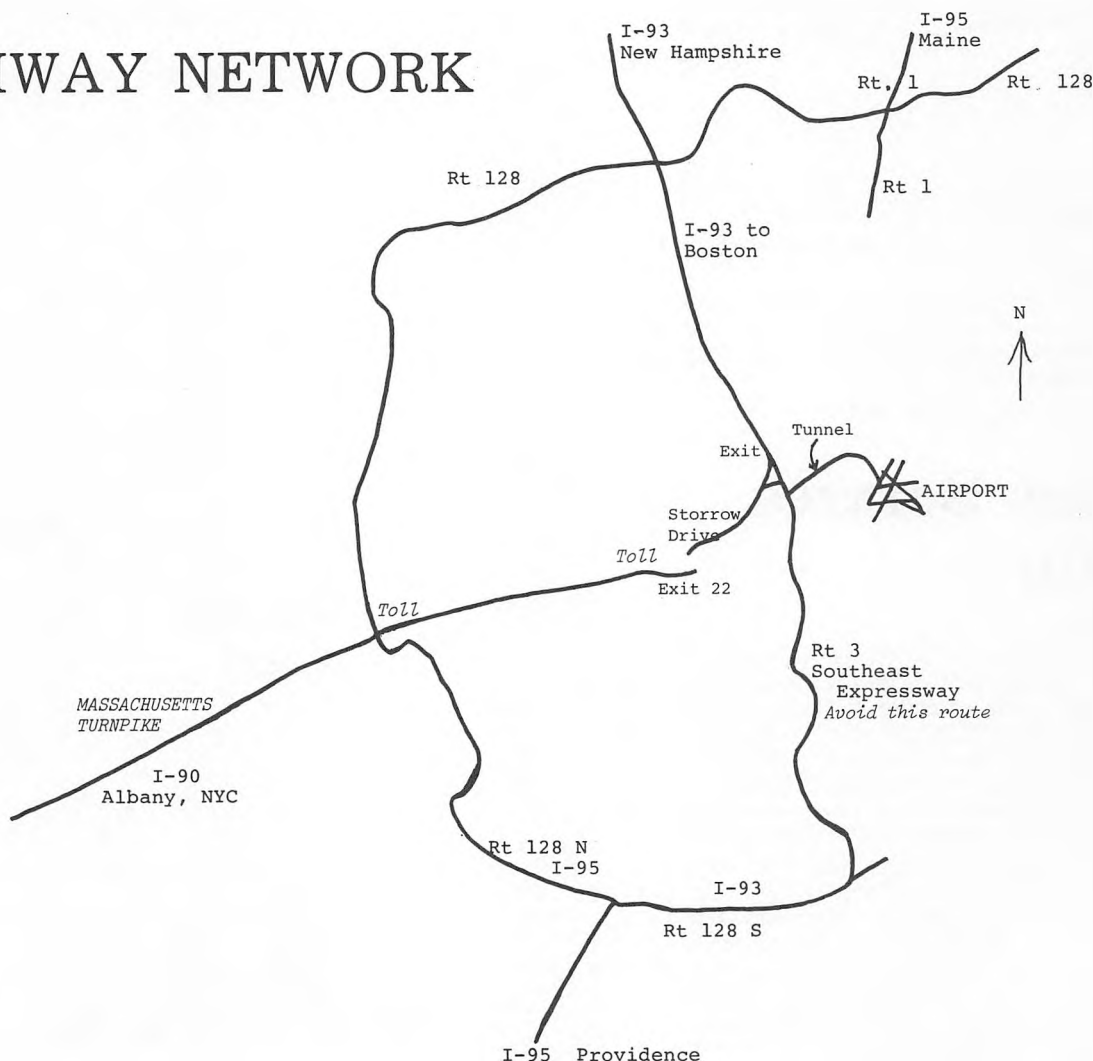 HWAY NETWORK
I-93
New Hampshire
I-95
Maine
Rt. 1
Rt. 128
Rt 128
Rt 1
I-93 to
Boston
N
Tunnel
Exit
AIRPORT
Storrow
Drive
Toll
Exit 22
Toll
Rt 3
Southeast
Expressway
Avoid this route
MASSACHUSETTS
TURNPIKE
I-90
Albany, NYC
Rt 128 N
I-95
I-93
Rt 128 S
I-95 Providence